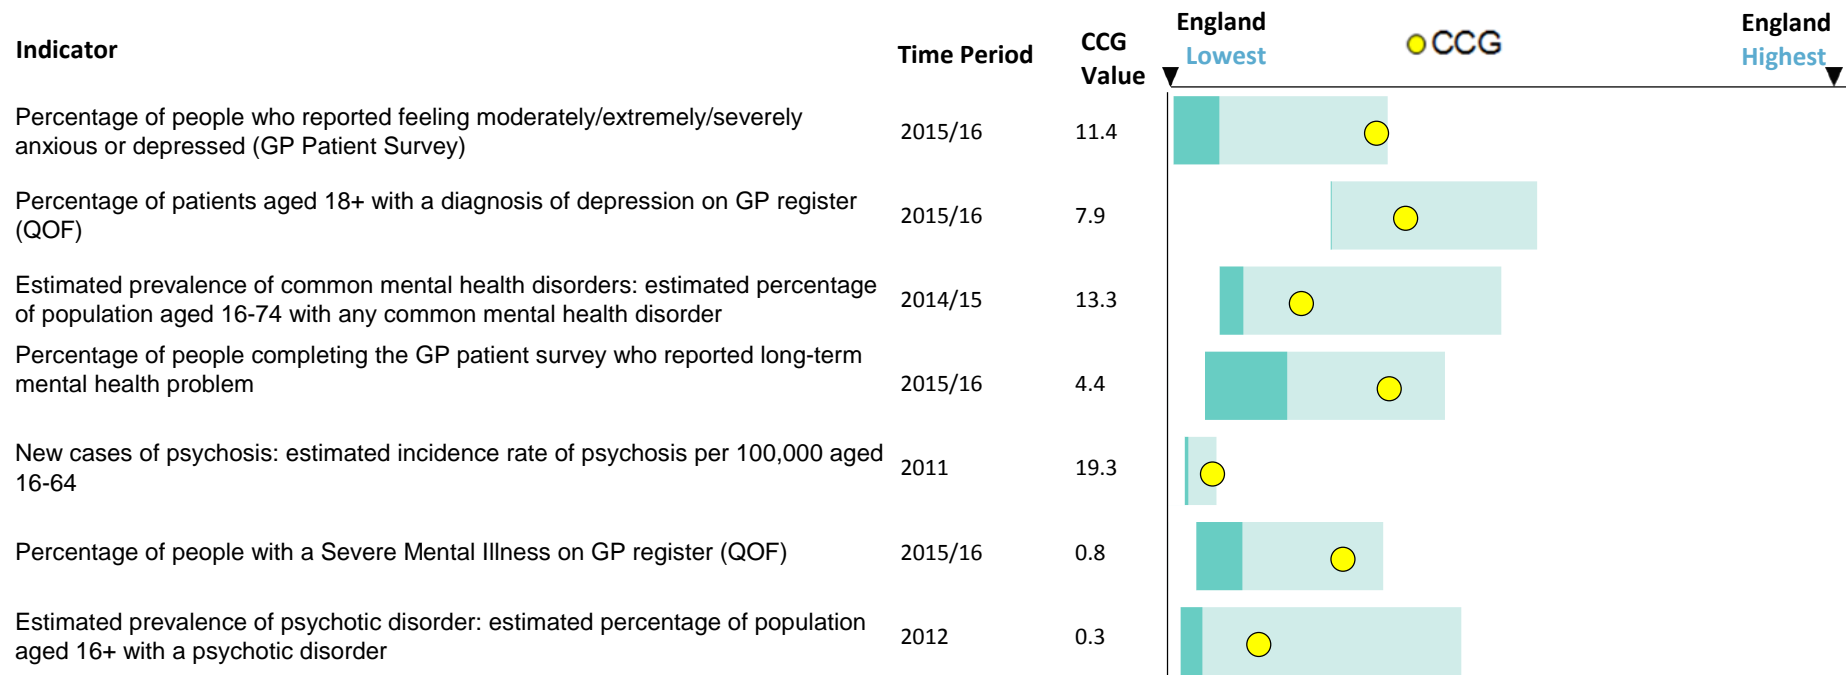 Indicator
Time Period
CCG
Value
England
Lowest
CCG
England
Highest
Percentage of people who reported feeling moderately/extremely/severely
anxious or depressed (GP Patient Survey)
2015/16
11.4
Percentage of patients aged 18+ with a diagnosis of depression on GP register
(QOF)
2015/16
7.9
Estimated prevalence of common mental health disorders: estimated percentage
of population aged 16-74 with any common mental health disorder
2014/15
13.3
Percentage of people completing the GP patient survey who reported long-term
mental health problem
2015/16
4.4
New cases of psychosis: estimated incidence rate of psychosis per 100,000 aged
16-64
2011
19.3
Percentage of people with a Severe Mental Illness on GP register (QOF)
2015/16
0.8
Estimated prevalence of psychotic disorder: estimated percentage of population
aged 16+ with a psychotic disorder
2012
0.3